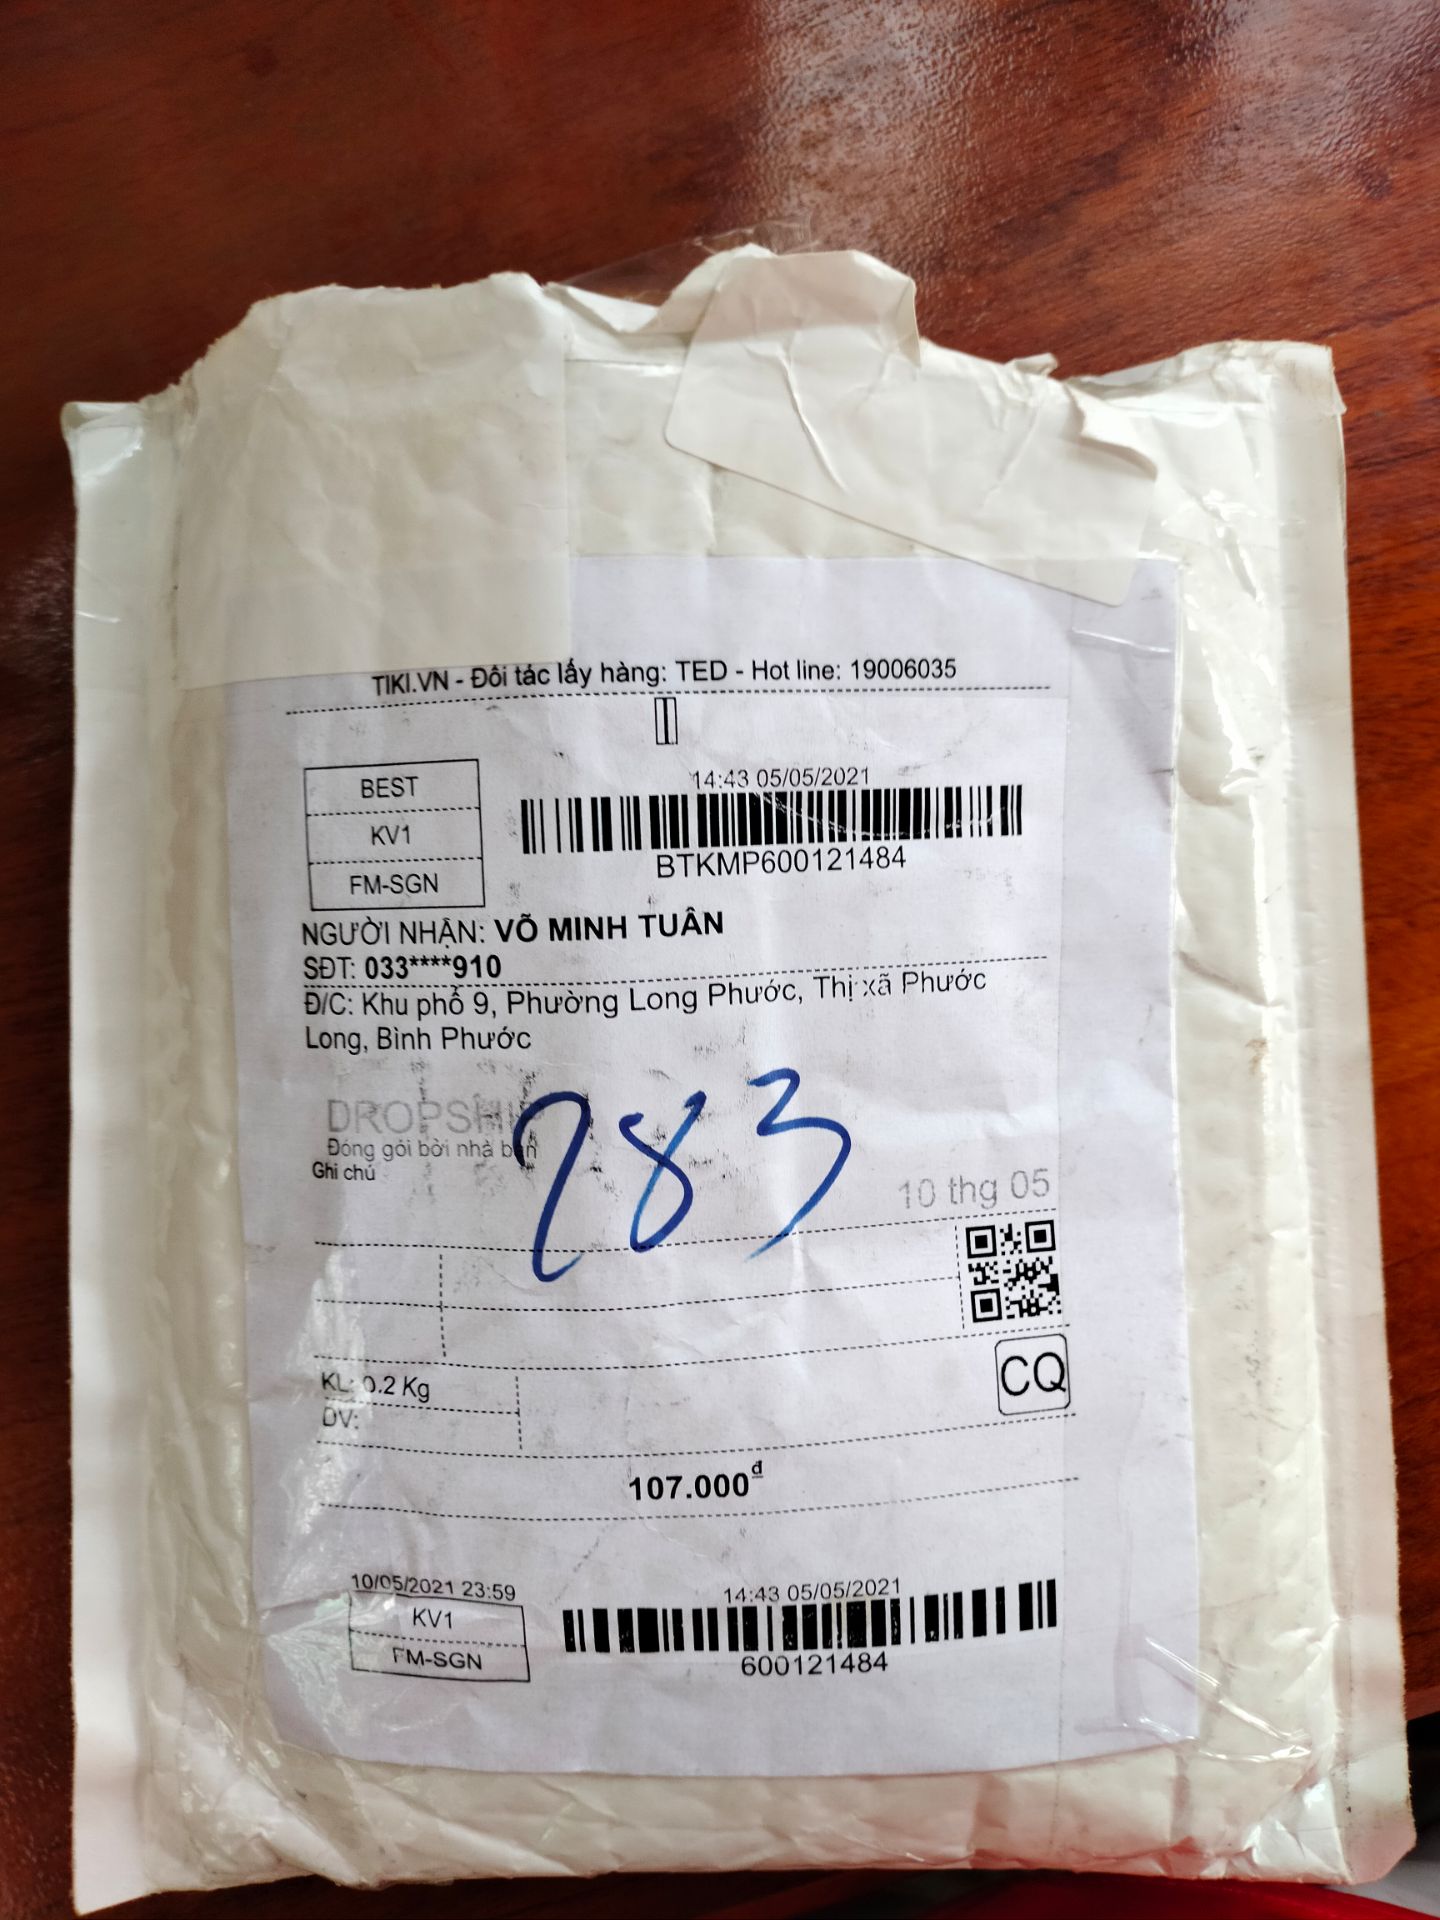 TIKI.VN - Đối tác lấy hàng: TED - Hot line: 19006035
BEST
KV1
FM-SGN
14:43 05/05/2021
BTKMP600121484
NGƯỜI NHẬN: VÕ MINH TUÂN
SĐT: 033****910
Đ/C: Khu phố 9, Phường Long Phước, Thị xã Phước
Long, Bình Phước
DROPSHIP
Đóng gói bởi nhà bán
Ghi chú
283
10 thg 05
CQ
KL: 0.2 Kg
DV:
107.000đ
10/05/2021 23:59
KV1
FM-SGN
14:43 05/05/2021
600121484